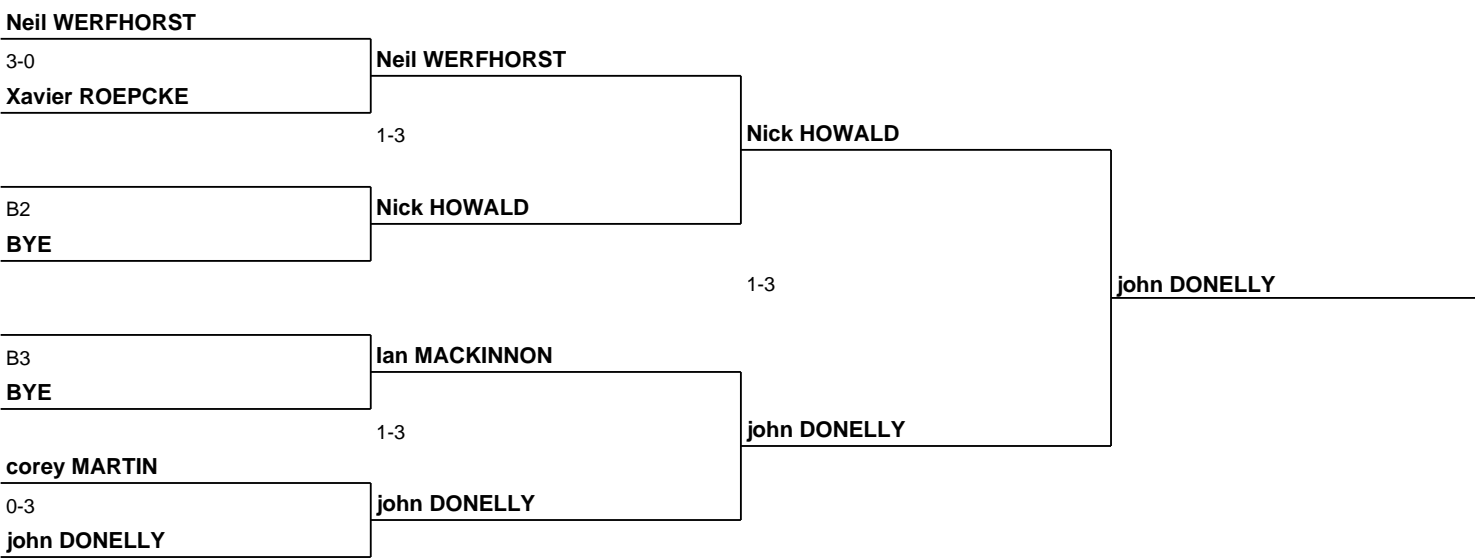 Neil WERFHORST
3-0
Neil WERFHORST
Xavier ROEPCKE
1-3
Nick HOWALD
B2
Nick HOWALD
BYE
1-3
john DONELLY
B3
Ian MACKINNON
BYE
1-3
john DONELLY
corey MARTIN
0-3
john DONELLY
john DONELLY